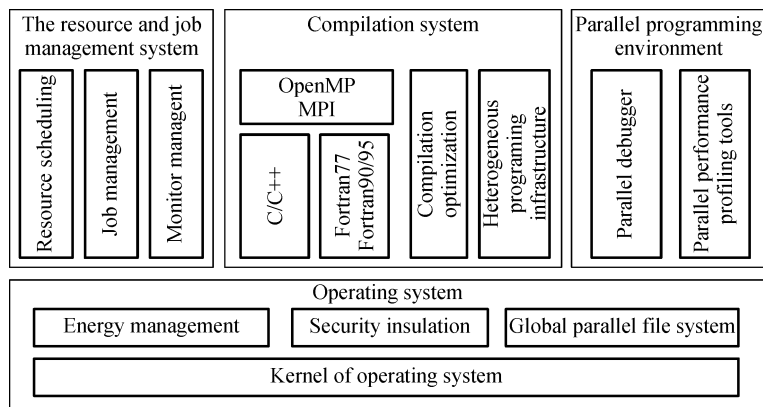 The resource and job
management system
Resource scheduling
Job management
Monitor managent
Compilation system
OpenMP
MPI
C/C++
Fortran77
Fortran90/95
Compilation
optimization
Heterogeneous
programing
infrastructure
Parallel programming
environment
Parallel debugger
Parallel performance
profiling tools
Operating system
Energy management
Security insulation
Global parallel file system
Kernel of operating system